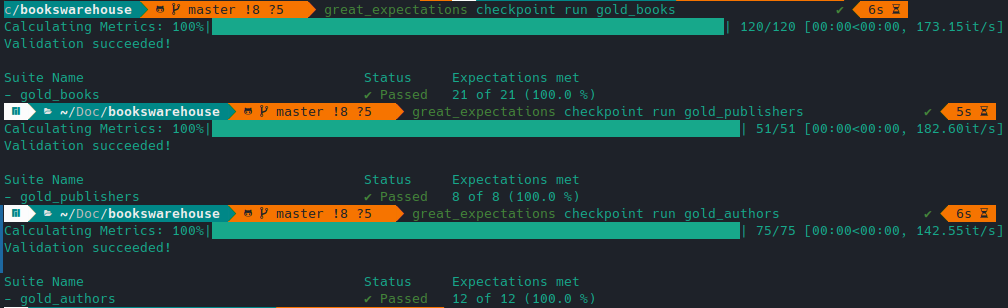 c/bookswarehouse master !8 ?5 great_expectations checkpoint run gold_books ✔ 6s
Calculating Metrics: 100%| | 120/120 [00:00<00:00, 173.15it/s]
Validation succeeded!
Suite Name Status Expectations met
- gold_books ✔ Passed 21 of 21 (100.0 %)
~/Doc/bookswarehouse master !8 ?5 great_expectations checkpoint run gold_publishers ✔ 5s
Calculating Metrics: 100%| | 51/51 [00:00<00:00, 182.60it/s]
Validation succeeded!
Suite Name Status Expectations met
- gold_publishers ✔ Passed 8 of 8 (100.0 %)
~/Doc/bookswarehouse master !8 ?5 great_expectations checkpoint run gold_authors ✔ 6s
Calculating Metrics: 100%| | 75/75 [00:00<00:00, 142.55it/s]
Validation succeeded!
Suite Name Status Expectations met
- gold_authors ✔ Passed 12 of 12 (100.0 %)